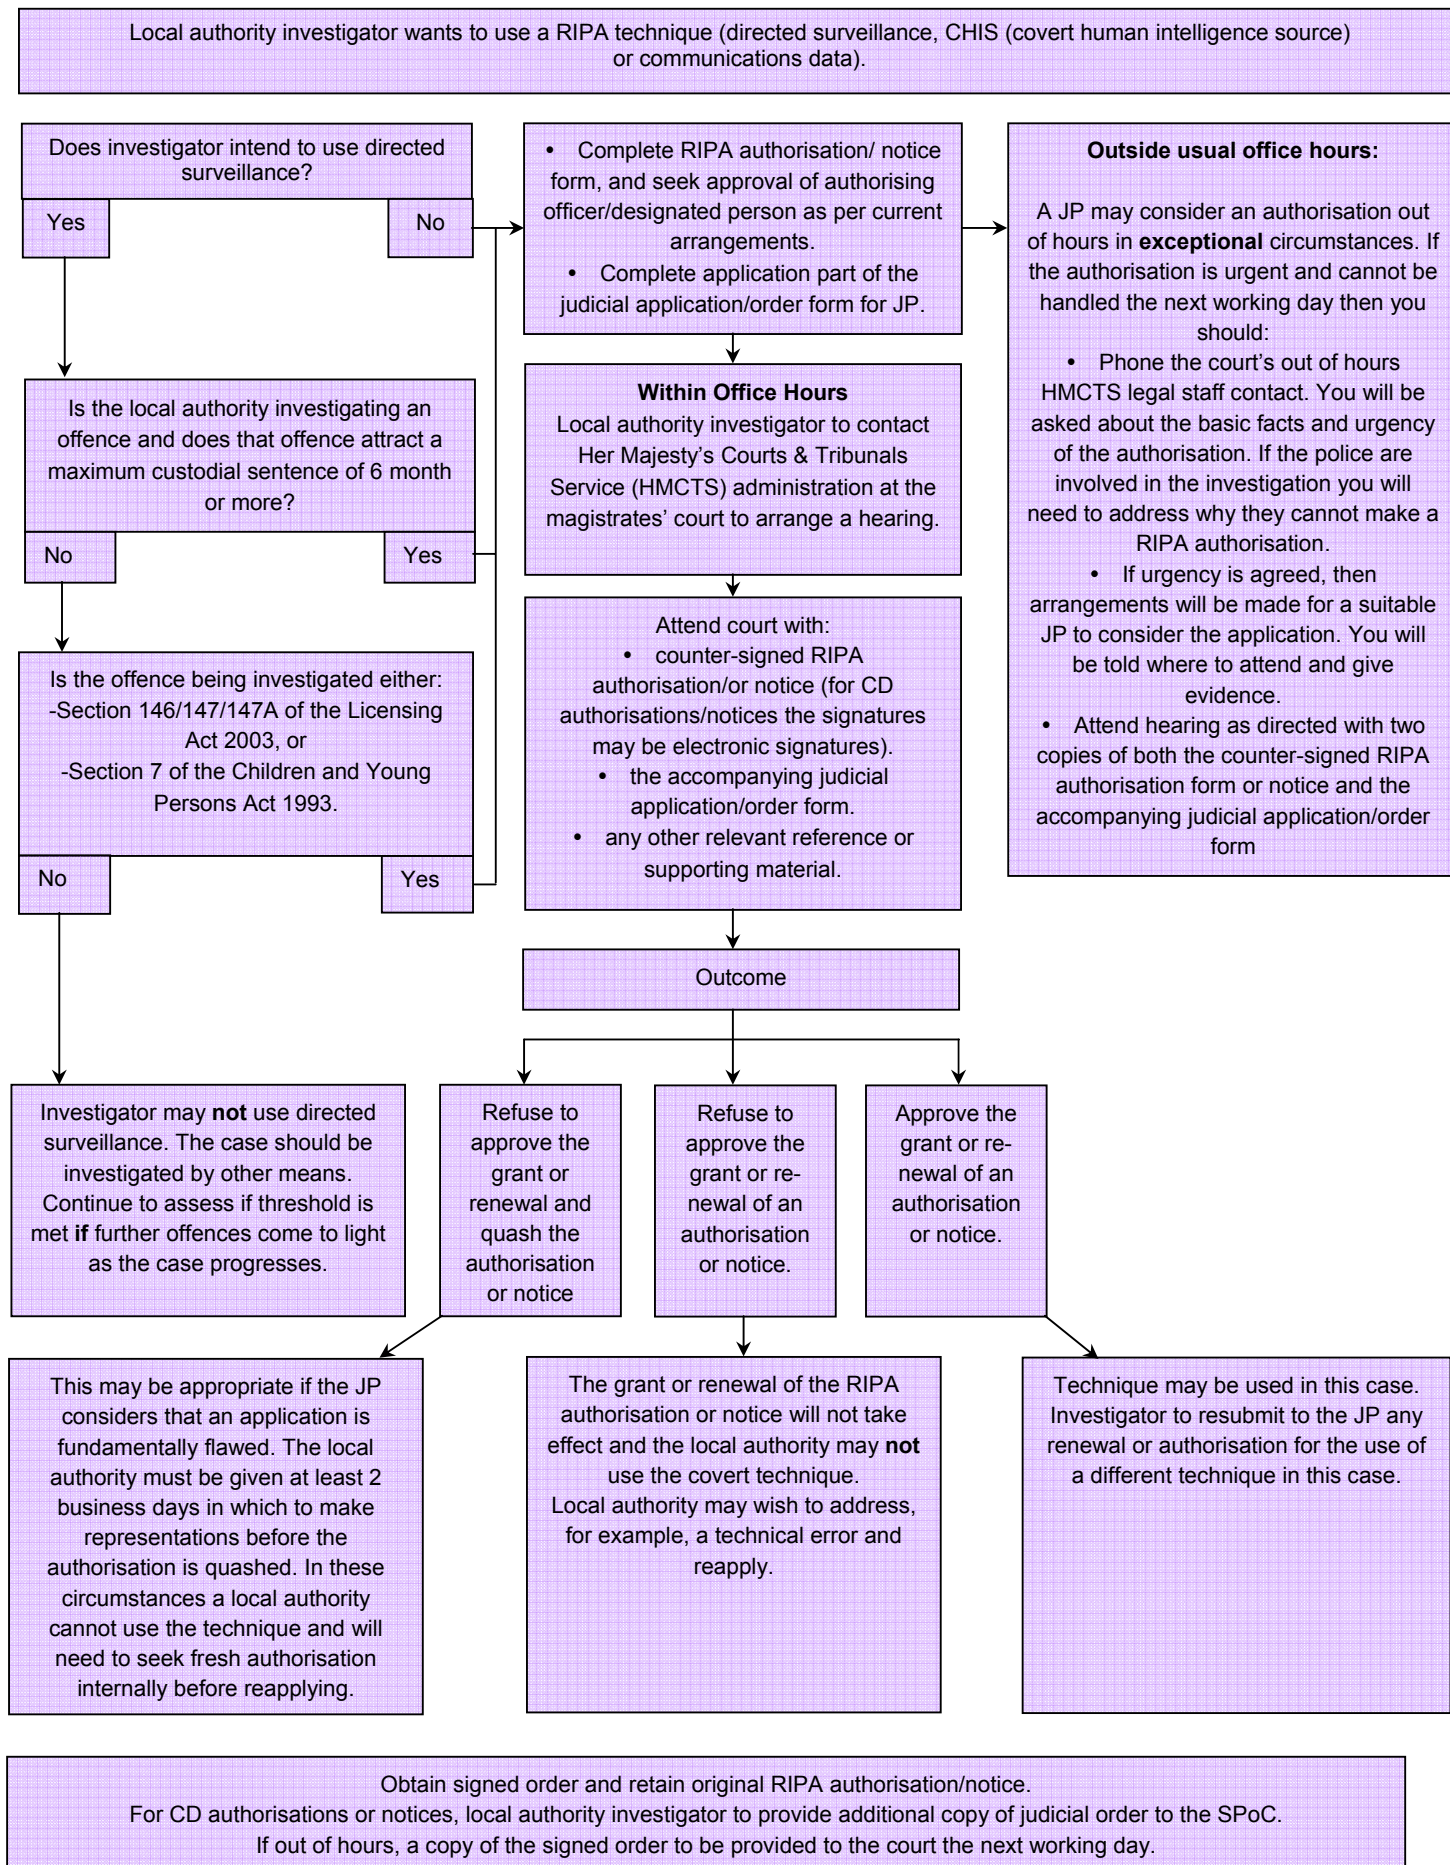 Local authority investigator wants to use a RIPA technique (directed surveillance, CHIS (covert human intelligence source)
or communications data).
Does investigator intend to use directed
surveillance?
Yes
No
Is the local authority investigating an
offence and does that offence attract a
maximum custodial sentence of 6 month
or more?
No
Yes
Is the offence being investigated either:
-Section 146/147/147A of the Licensing
Act 2003, or
-Section 7 of the Children and Young
Persons Act 1993.
No
Yes
• Complete RIPA authorisation/ notice
form, and seek approval of authorising
officer/designated person as per current
arrangements.
• Complete application part of the
judicial application/order form for JP.
Within Office Hours
Local authority investigator to contact
Her Majesty’s Courts & Tribunals
Service (HMCTS) administration at the
magistrates’ court to arrange a hearing.
Attend court with:
• counter-signed RIPA
authorisation/or notice (for CD
authorisations/notices the signatures
may be electronic signatures).
• the accompanying judicial
application/order form.
• any other relevant reference or
supporting material.
Outside usual office hours:
A JP may consider an authorisation out
of hours in exceptional circumstances. If
the authorisation is urgent and cannot be
handled the next working day then you
should:
• Phone the court’s out of hours
HMCTS legal staff contact. You will be
asked about the basic facts and urgency
of the authorisation. If the police are
involved in the investigation you will
need to address why they cannot make a
RIPA authorisation.
• If urgency is agreed, then
arrangements will be made for a suitable
JP to consider the application. You will
be told where to attend and give
evidence.
• Attend hearing as directed with two
copies of both the counter-signed RIPA
authorisation form or notice and the
accompanying judicial application/order
form
Outcome
Investigator may not use directed
surveillance. The case should be
investigated by other means.
Continue to assess if threshold is
met if further offences come to light
as the case progresses.
Refuse to
approve the
grant or
renewal and
quash the
authorisation
or notice
Refuse to
approve the
grant or re-
newal of an
authorisation
or notice.
Approve the
grant or re-
newal of an
authorisation
or notice.
This may be appropriate if the JP
considers that an application is
fundamentally flawed. The local
authority must be given at least 2
business days in which to make
representations before the
authorisation is quashed. In these
circumstances a local authority
cannot use the technique and will
need to seek fresh authorisation
internally before reapplying.
The grant or renewal of the RIPA
authorisation or notice will not take
effect and the local authority may not
use the covert technique.
Local authority may wish to address,
for example, a technical error and
reapply.
Technique may be used in this case.
Investigator to resubmit to the JP any
renewal or authorisation for the use of
a different technique in this case.
Obtain signed order and retain original RIPA authorisation/notice.
For CD authorisations or notices, local authority investigator to provide additional copy of judicial order to the SPoC.
If out of hours, a copy of the signed order to be provided to the court the next working day.